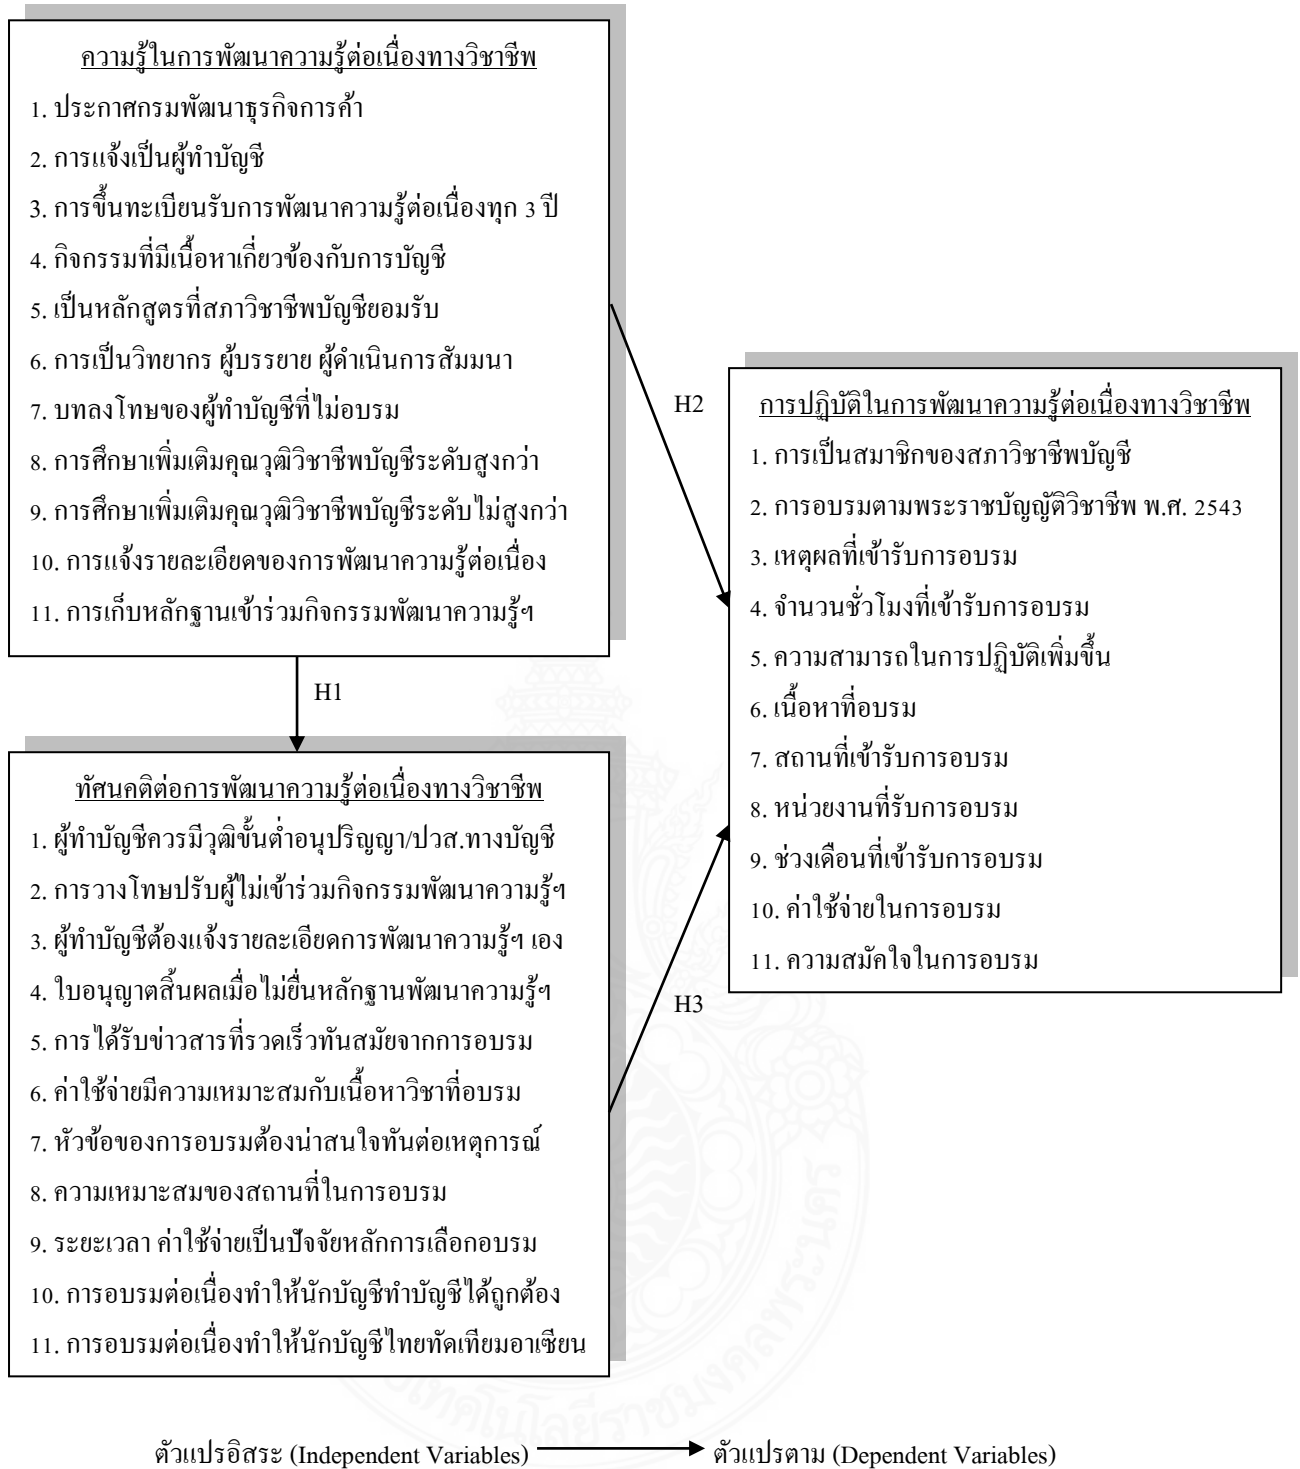 ความรู้ในการพัฒนาความรู้ต่อเนื่องทางวิชาชีพ
1. ประกาศกรมพัฒนาธุรกิจการค้า
2. การแจ้งเป็นผู้ทำบัญชี
3. การขึ้นทะเบียนรับการพัฒนาความรู้ต่อเนื่องทุก 3 ปี
4. กิจกรรมที่มีเนื้อหาเกี่ยวข้องกับการบัญชี
5. เป็นหลักสูตรที่สภาวิชาชีพบัญชียอมรับ
6. การเป็นวิทยากร ผู้บรรยาย ผู้ดำเนินการสัมมนา
7. บทลงโทษของผู้ทำบัญชีที่ไม่อบรม
8. การศึกษาเพิ่มเติมคุณวุฒิวิชาชีพบัญชีระดับสูงกว่า
9. การศึกษาเพิ่มเติมคุณวุฒิวิชาชีพบัญชีระดับไม่สูงกว่า
10. การแจ้งรายละเอียดของการพัฒนาความรู้ต่อเนื่อง
11. การเก็บหลักฐานเข้าร่วมกิจกรรมพัฒนาความรู้ฯ
H1
ทัศนคติต่อการพัฒนาความรู้ต่อเนื่องทางวิชาชีพ
1. ผู้ทำบัญชีควรมีวุฒิขั้นต่ำอนุปริญญา/ปวส.ทางบัญชี
2. การวางโทษปรับผู้ไม่เข้าร่วมกิจกรรมพัฒนาความรู้ฯ
3. ผู้ทำบัญชีต้องแจ้งรายละเอียดการพัฒนาความรู้ฯ เอง
4. ใบอนุญาตสิ้นผลเมื่อไม่ยื่นหลักฐานพัฒนาความรู้ฯ
5. การได้รับข่าวสารที่รวดเร็วทันสมัยจากการอบรม
6. ค่าใช้จ่ายมีความเหมาะสมกับเนื้อหาวิชาที่อบรม
7. หัวข้อของการอบรมต้องน่าสนใจทันต่อเหตุการณ์
8. ความเหมาะสมของสถานที่ในการอบรม
9. ระยะเวลา ค่าใช้จ่ายเป็นปัจจัยหลักการเลือกอบรม
10. การอบรมต่อเนื่องทำให้นักบัญชีทำบัญชีได้ถูกต้อง
11. การอบรมต่อเนื่องทำให้นักบัญชีไทยทัดเทียมอาเซียน
H2
การปฏิบัติในการพัฒนาความรู้ต่อเนื่องทางวิชาชีพ
1. การเป็นสมาชิกของสภาวิชาชีพบัญชี
2. การอบรมตามพระราชบัญญัติวิชาชีพ พ.ศ. 2543
3. เหตุผลที่เข้ารับการอบรม
4. จำนวนชั่วโมงที่เข้ารับการอบรม
5. ความสามารถในการปฏิบัติเพิ่มขึ้น
6. เนื้อหาที่อบรม
7. สถานที่เข้ารับการอบรม
8. หน่วยงานที่รับการอบรม
9. ช่วงเดือนที่เข้ารับการอบรม
10. ค่าใช้จ่ายในการอบรม
11. ความสมัคใจในการอบรม
H3
ตัวแปรอิสระ (Independent Variables) ตัวแปรตาม (Dependent Variables)